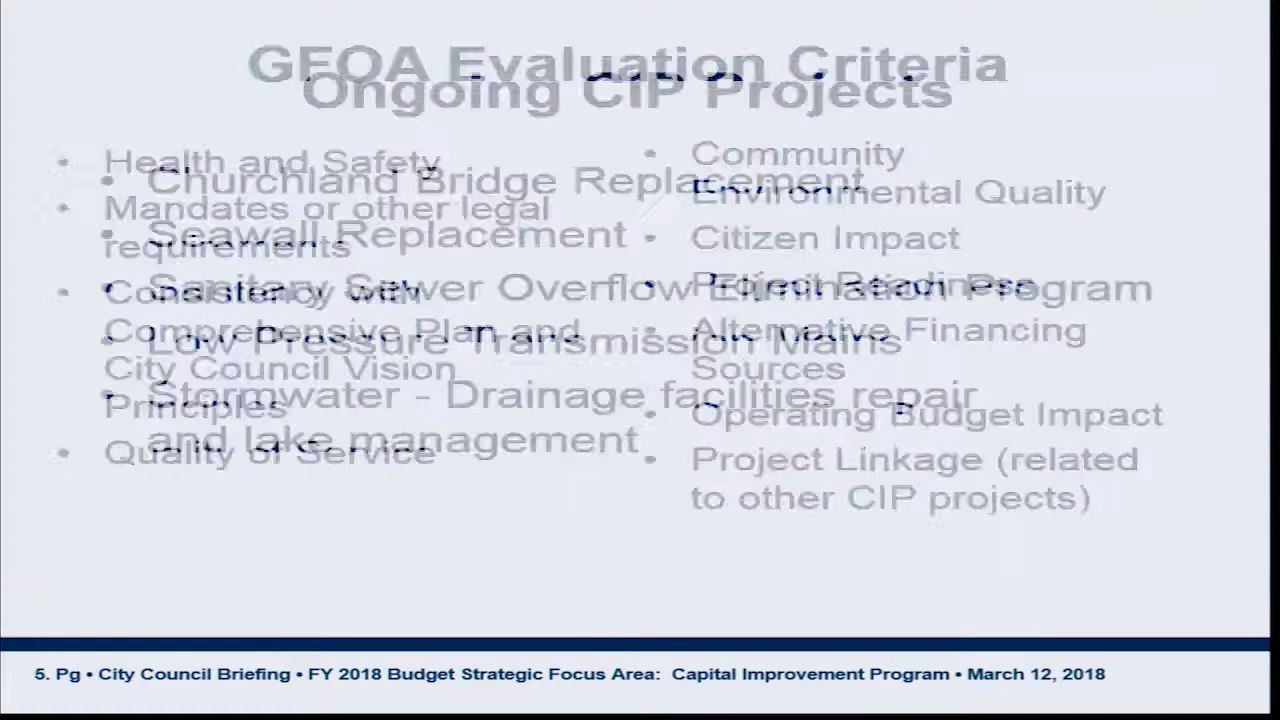 GFOA Evaluation Criteria
Ongoing CIP Projects
• Health and Safety
• Mandates or other legal
requirements
• Consistency with
Comprehensive Plan and
City Council Vision
Principles
• Quality of Service
• Community
Environmental Quality
• Citizen Impact
• Project Readiness
• Alternative Financing
Sources
• Operating Budget Impact
• Project Linkage (related
to other CIP projects)
• Churchland Bridge Replacement
• Seawall Replacement
• Sanitary Sewer Overflow Elimination Program
• Low Pressure Transmission Mains
• Stormwater - Drainage facilities repair
and lake management
5. Pg • City Council Briefing • FY 2018 Budget Strategic Focus Area: Capital Improvement Program • March 12, 2018